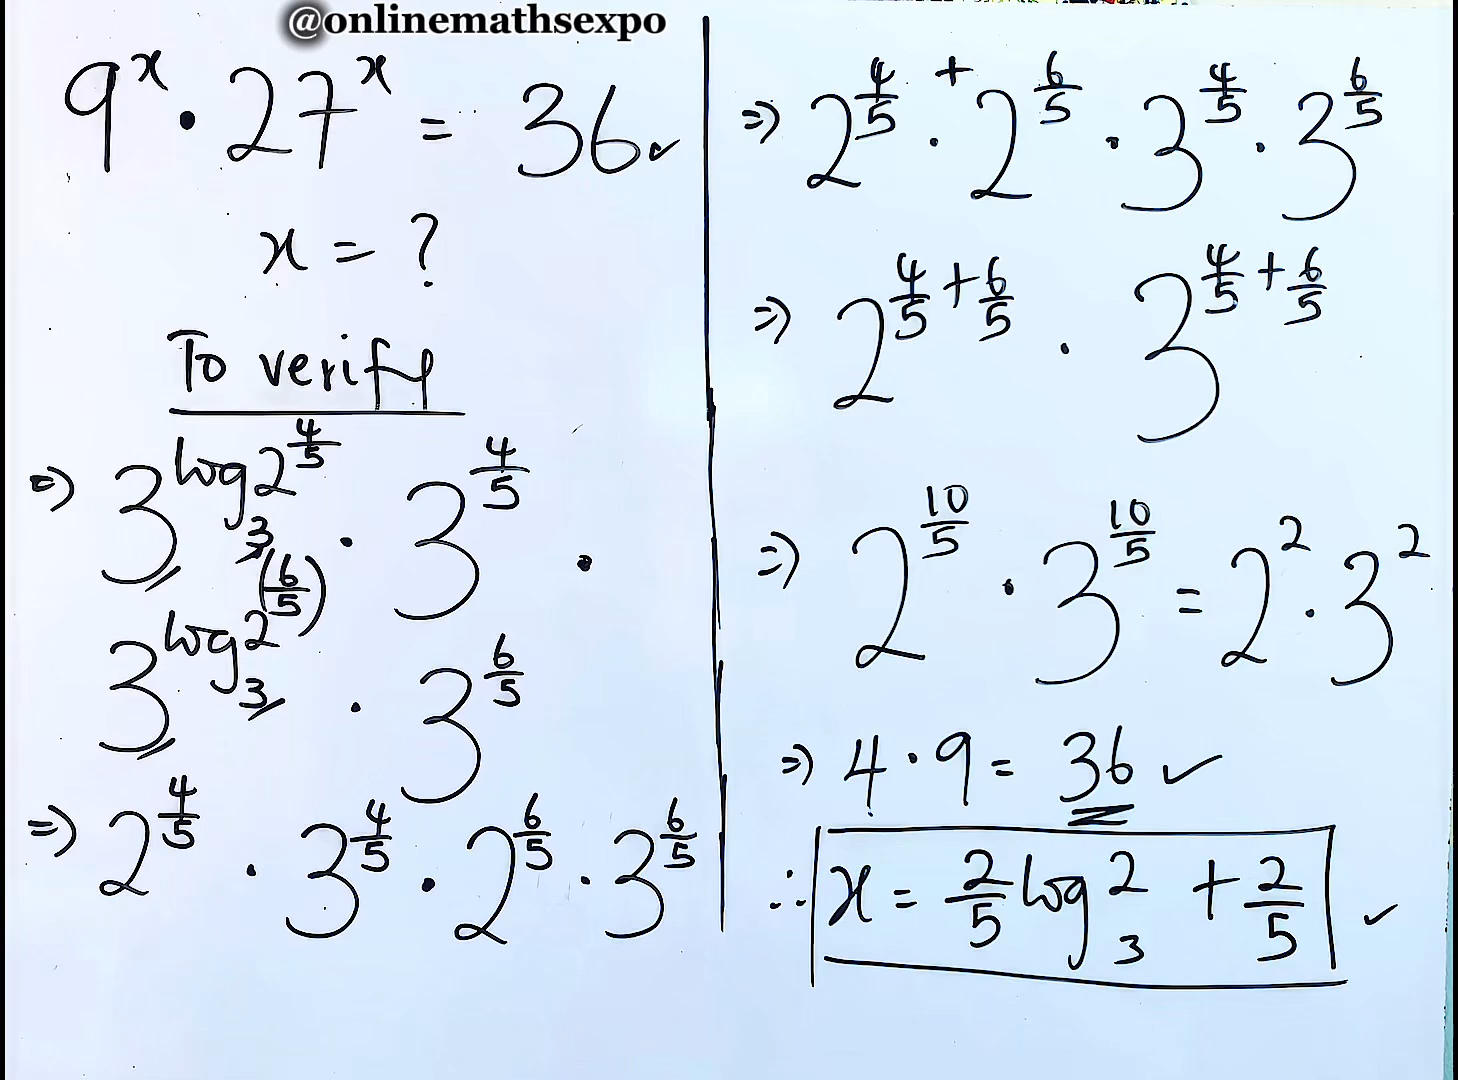 @onlinemathsexpo
9^x · 27^x = 36 ✓
x = ?
To verify
⇒ 3^(log_3 2^(4/5)) · 3^(4/5) ·
3^(log_3 2^(6/5)) · 3^(6/5)
⇒ 2^(4/5) · 3^(4/5) · 2^(6/5) · 3^(6/5)
⇒ 2^(4/5) ·^+ 2^(6/5) · 3^(4/5) · 3^(6/5)
⇒ 2^(4/5 + 6/5) · 3^(4/5 + 6/5)
⇒ 2^(10/5) · 3^(10/5) = 2^2 · 3^2
⇒ 4 · 9 = 36 ✓
∴ x = 2/5 log_3 2 + 2/5 ✓